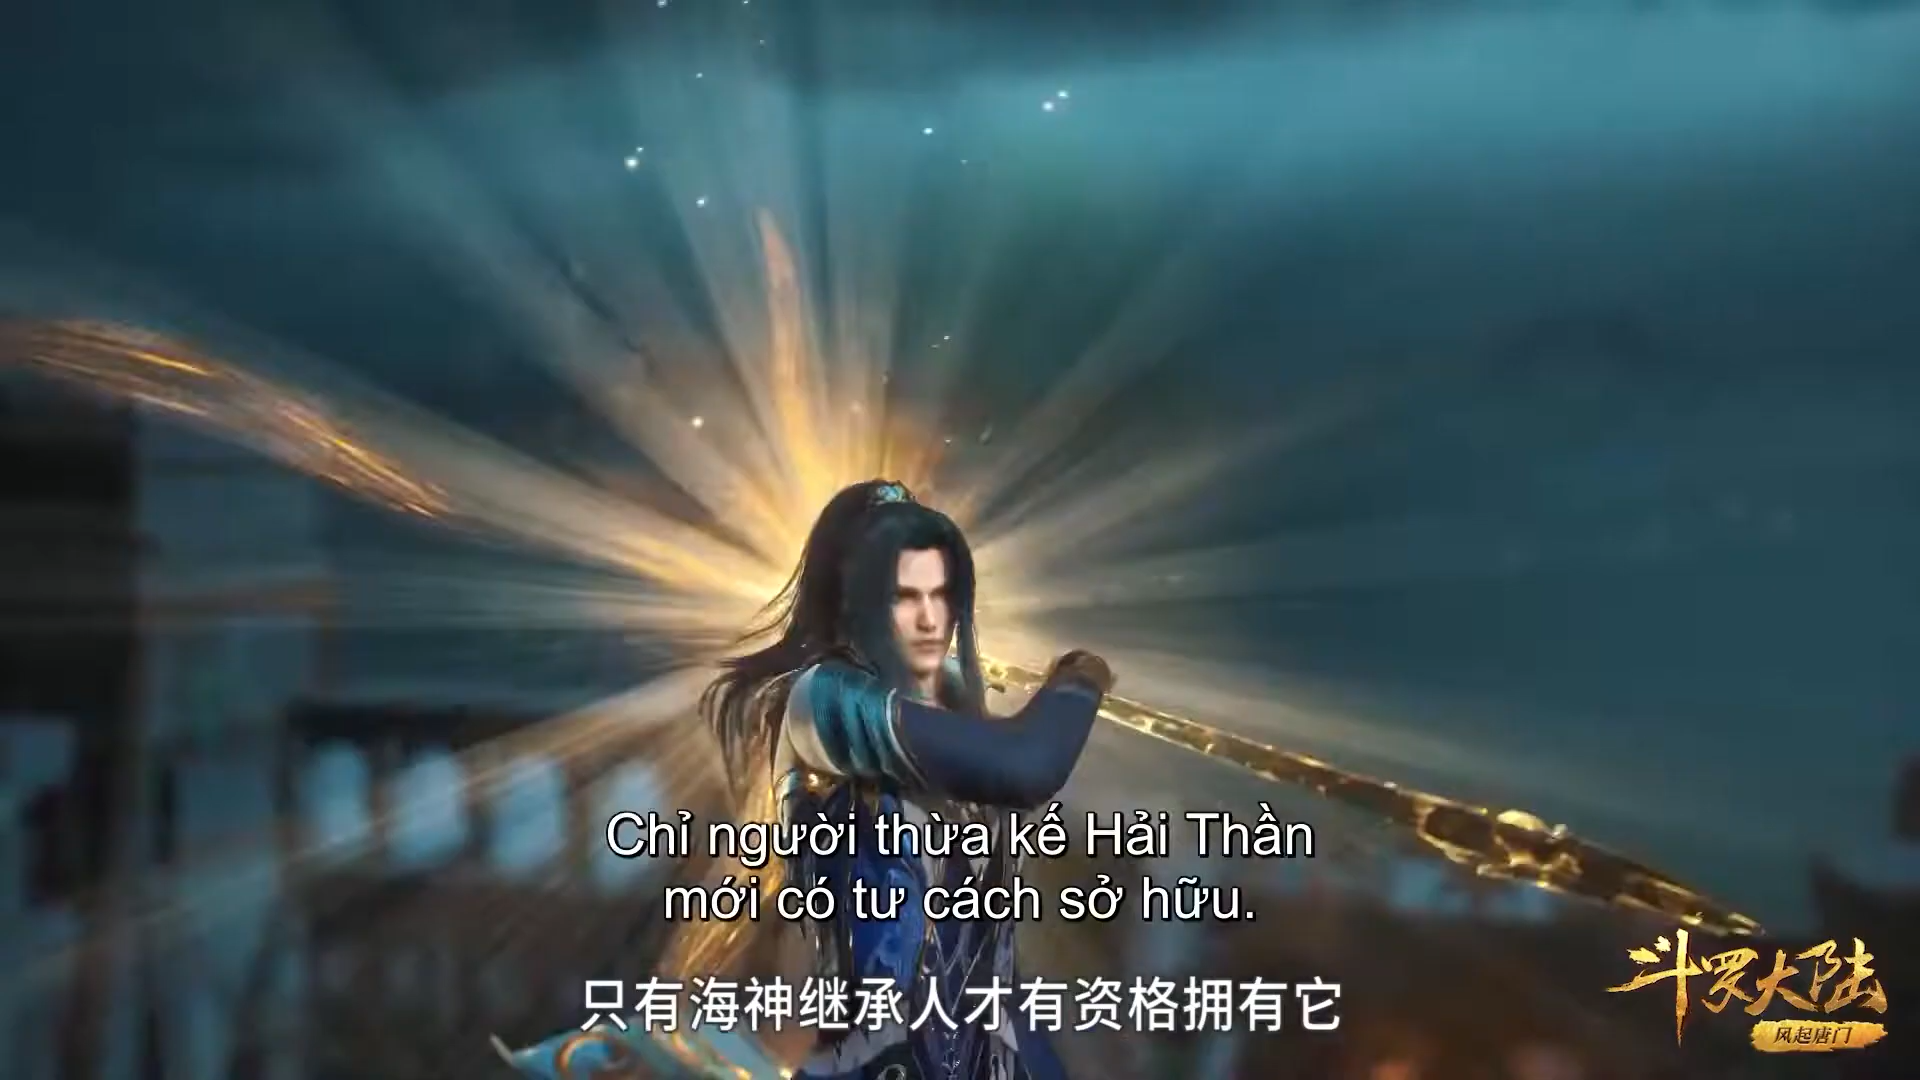 Chỉ người thừa kế Hải Thần
mới có tư cách sở hữu.
只有海神继承人才有资格拥有它
斗罗大陆
风起唐门